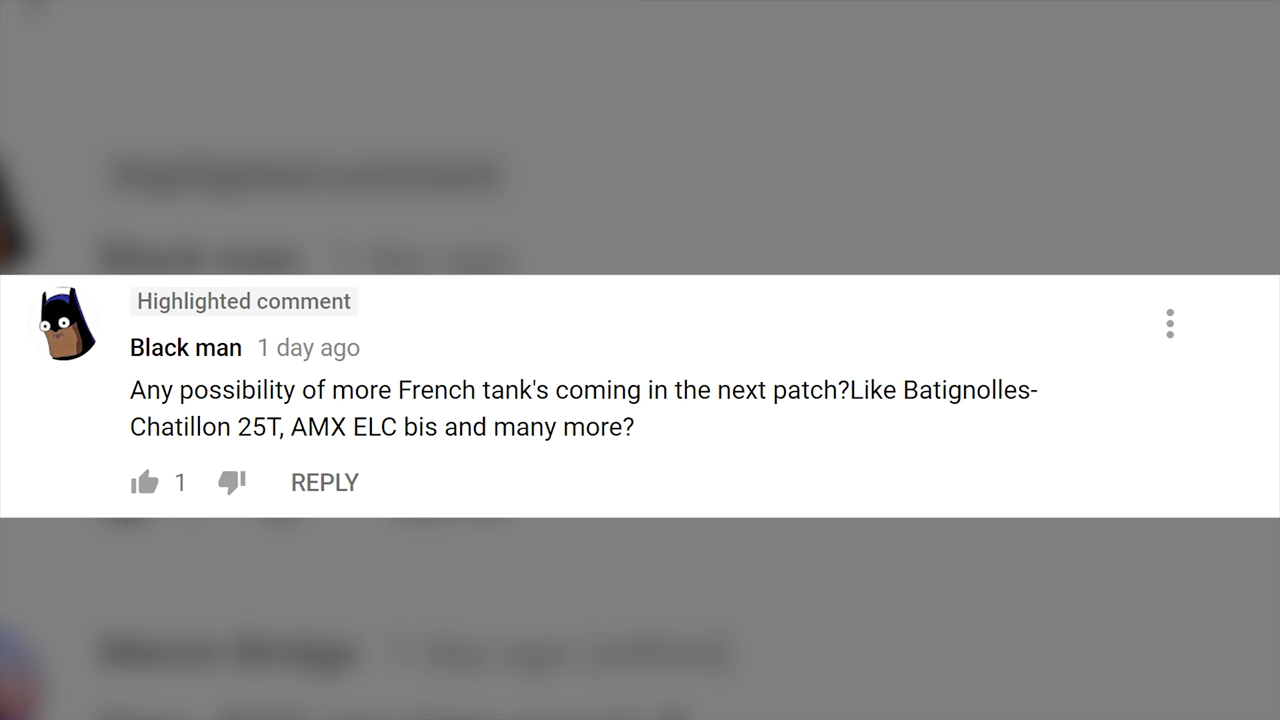 Highlighted comment
Black man 1 day ago
Any possibility of more French tank's coming in the next patch?Like Batignolles-
Chatillon 25T, AMX ELC bis and many more?
1 REPLY